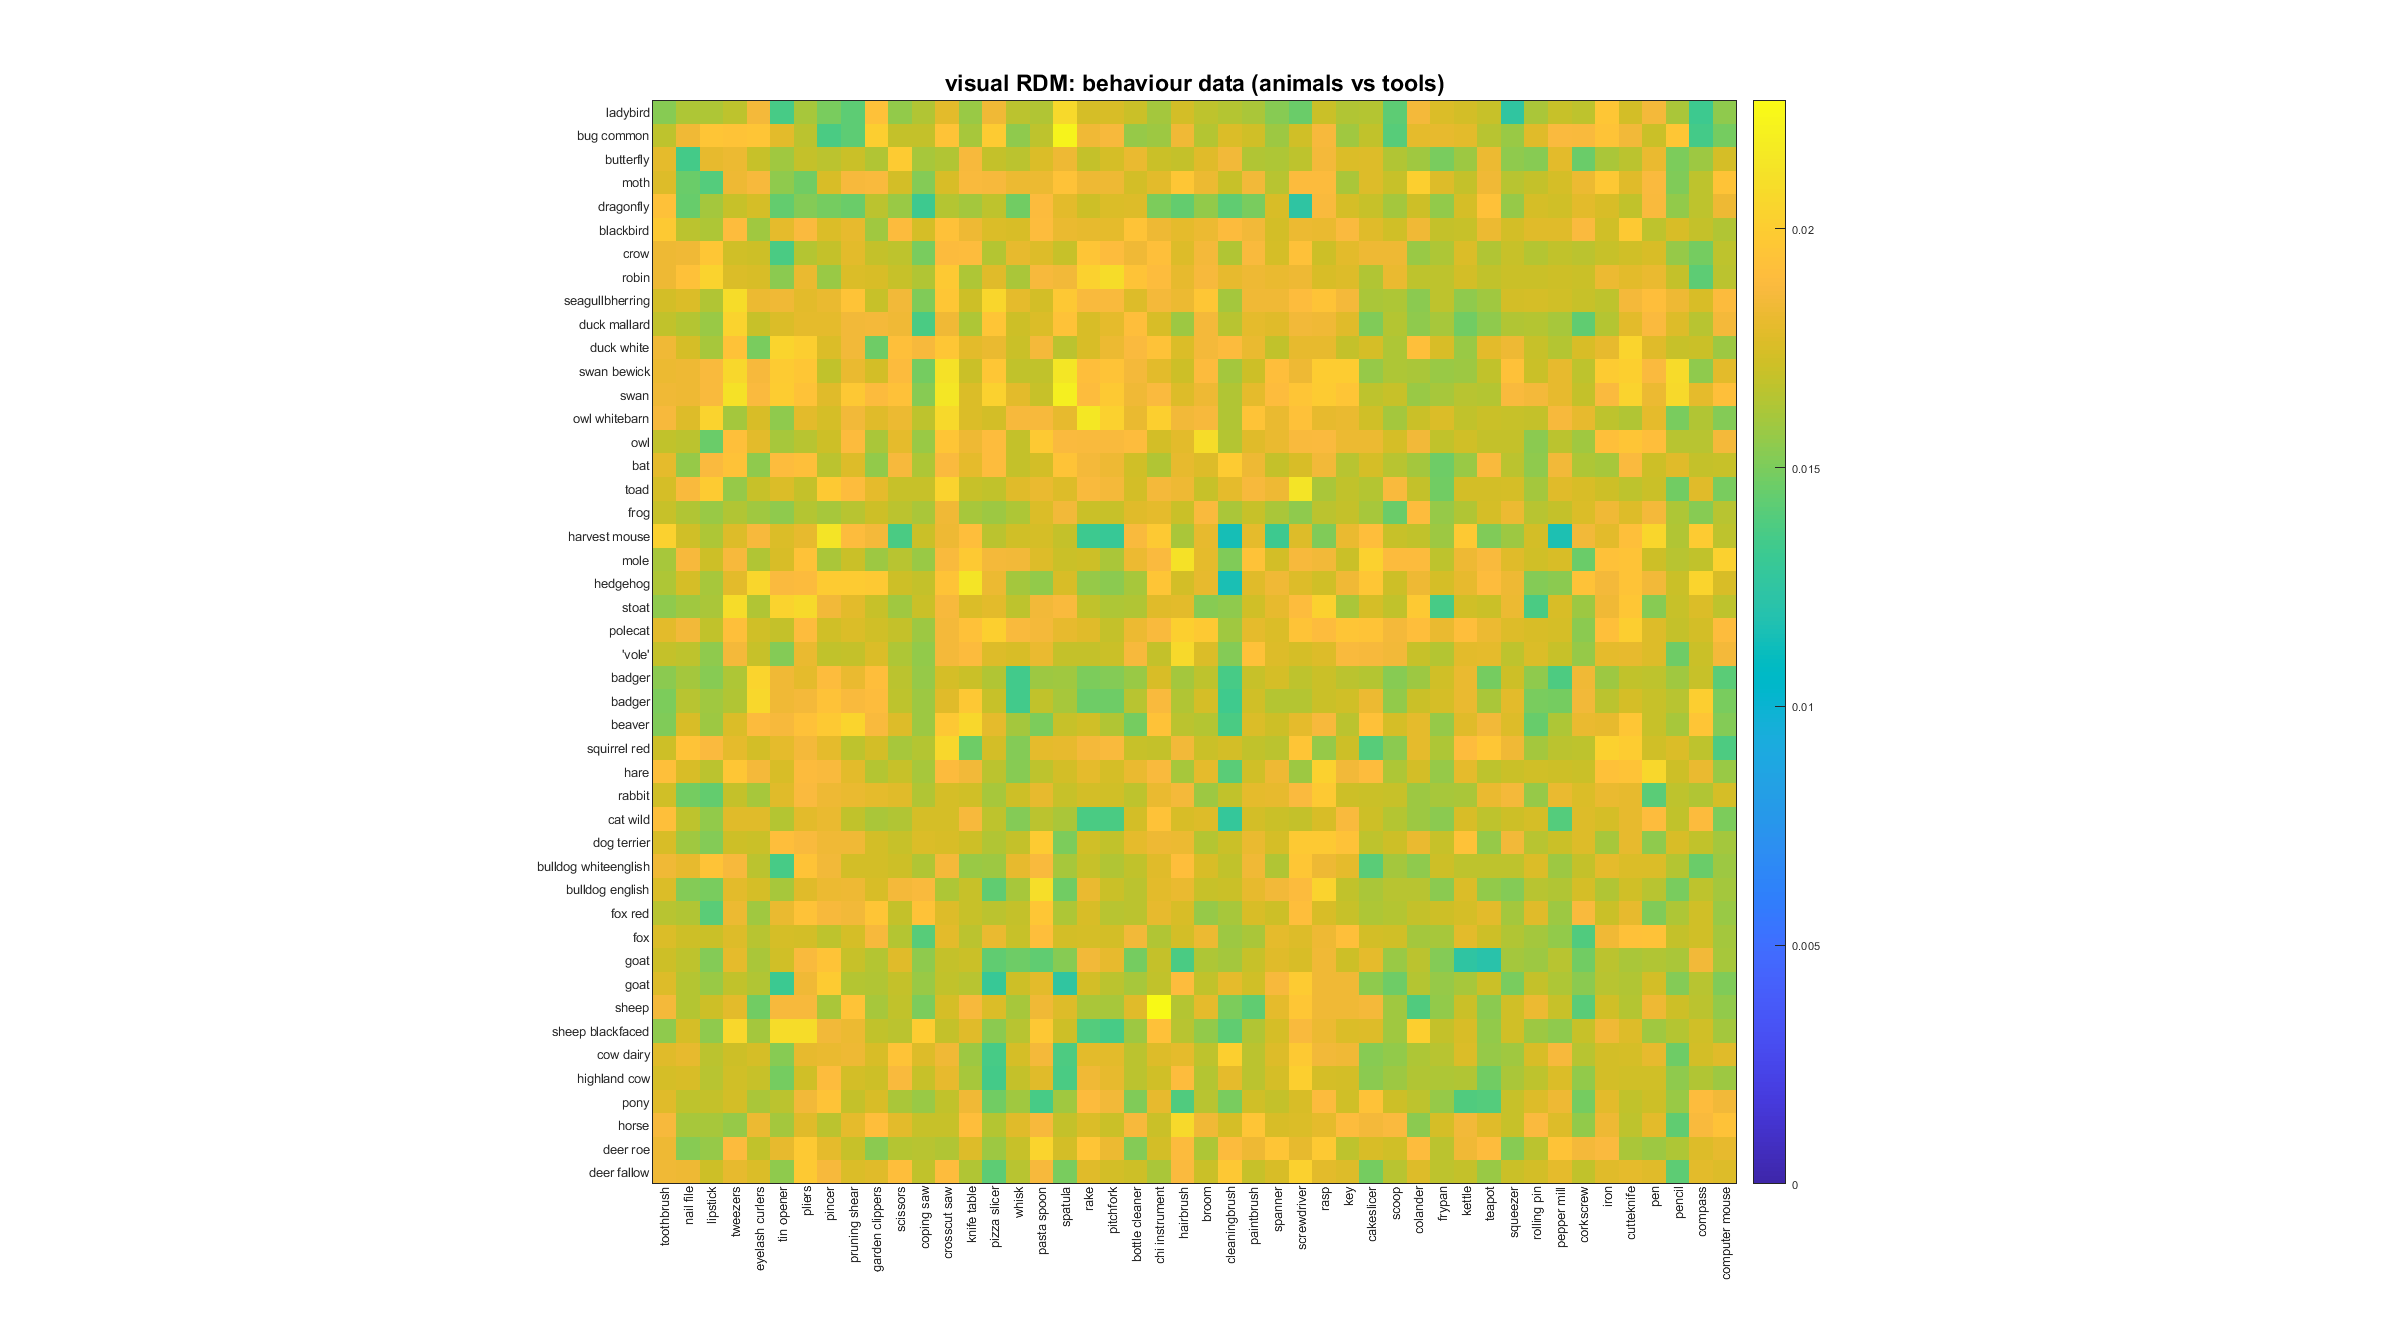 visual RDM: behaviour data (animals vs tools)
ladybird
bug common
butterfly
moth
dragonfly
blackbird
crow
robin
seagullbherring
duck mallard
duck white
swan bewick
swan
owl whitebarn
owl
bat
toad
frog
harvest mouse
mole
hedgehog
stoat
polecat
'vole'
badger
badger
beaver
squirrel red
hare
rabbit
cat wild
dog terrier
bulldog whiteenglish
bulldog english
fox red
fox
goat
goat
sheep
sheep blackfaced
cow dairy
highland cow
pony
horse
deer roe
deer fallow
toothbrush
nail file
lipstick
tweezers
eyelash curlers
tin opener
pliers
pincer
pruning shear
garden clippers
scissors
coping saw
crosscut saw
knife table
pizza slicer
whisk
pasta spoon
spatula
rake
pitchfork
bottle cleaner
chi instrument
hairbrush
broom
cleaningbrush
paintbrush
spanner
screwdriver
rasp
key
cakeslicer
scoop
colander
frypan
kettle
teapot
squeezer
rolling pin
pepper mill
corkscrew
iron
cutteknife
pen
pencil
compass
computer mouse
0.02
0.015
0.01
0.005
0